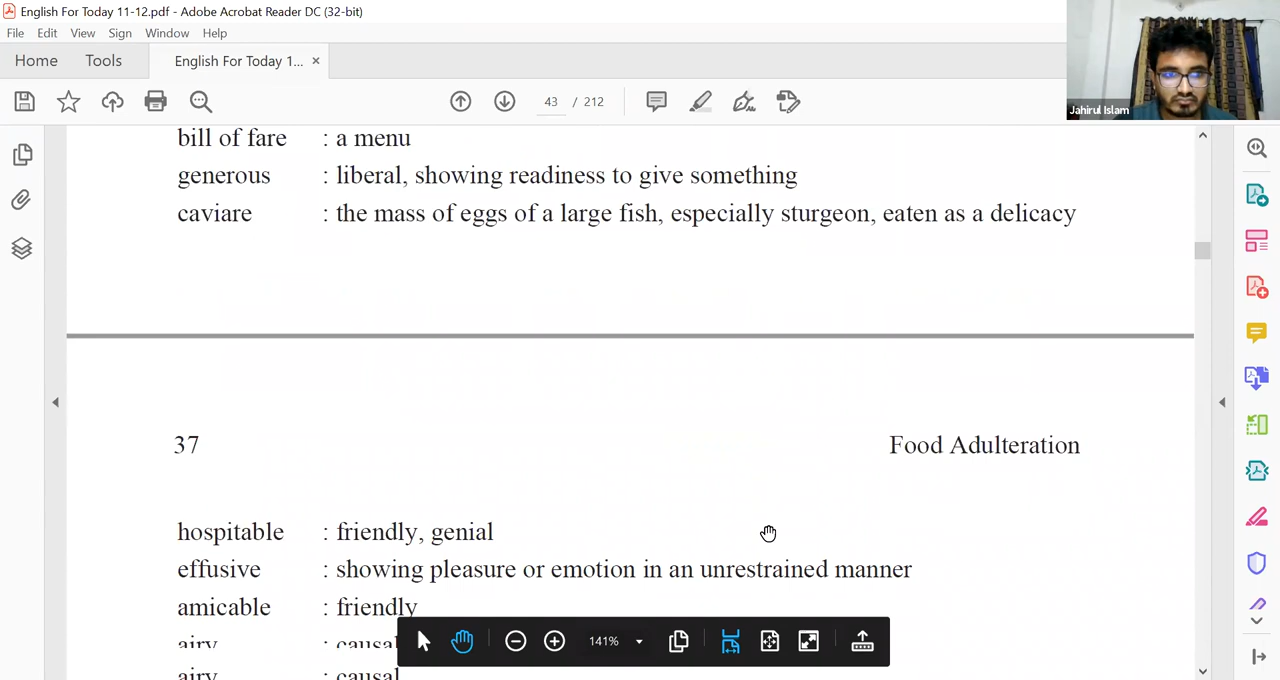 English For Today 11-12.pdf - Adobe Acrobat Reader DC (32-bit)
File Edit View Sign Window Help
Home Tools English For Today 1... ×
43 / 212
Jahirul Islam
bill of fare : a menu
generous : liberal, showing readiness to give something
caviare : the mass of eggs of a large fish, especially sturgeon, eaten as a delicacy
37 Food Adulteration
hospitable : friendly, genial
effusive : showing pleasure or emotion in an unrestrained manner
amicable : friendly
airy : causal
airy : causal
141%